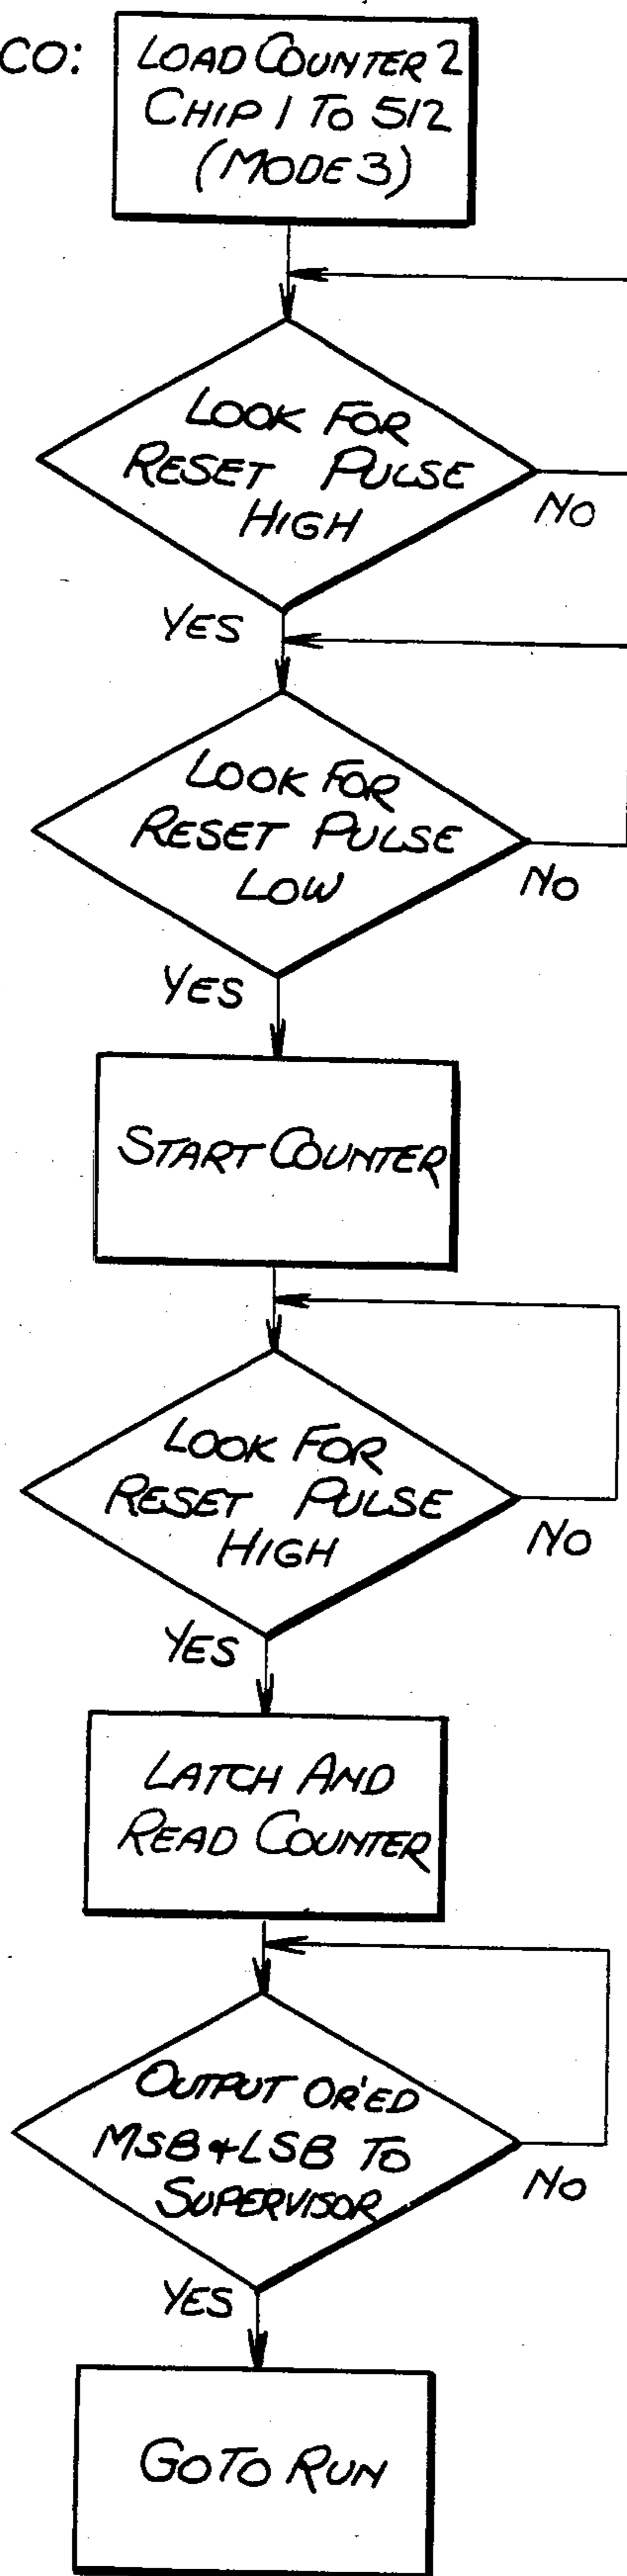 CO:
LOAD COUNTER 2
CHIP 1 TO 512
(MODE 3)
LOOK FOR
RESET PULSE
HIGH
NO
YES
LOOK FOR
RESET PULSE
LOW
NO
YES
START COUNTER
LOOK FOR
RESET PULSE
HIGH
NO
YES
LATCH AND
READ COUNTER
OUTPUT OR'ED
MSB+LSB TO
SUPERVISOR
NO
YES
GOTO RUN